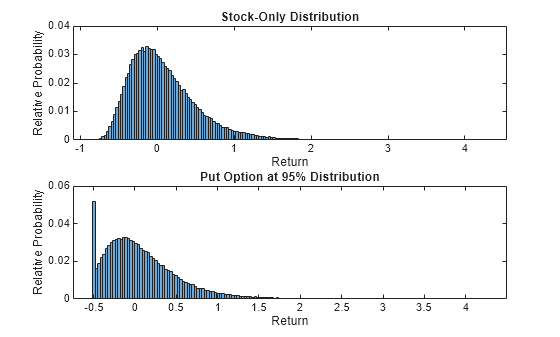 Stock-Only Distribution
0.04
0.03
0.02
0.01
0
Relative Probability
-1 0 1 2 3 4
Return
Put Option at 95% Distribution
0.06
0.04
0.02
0
Relative Probability
-0.5 0 0.5 1 1.5 2 2.5 3 3.5 4
Return